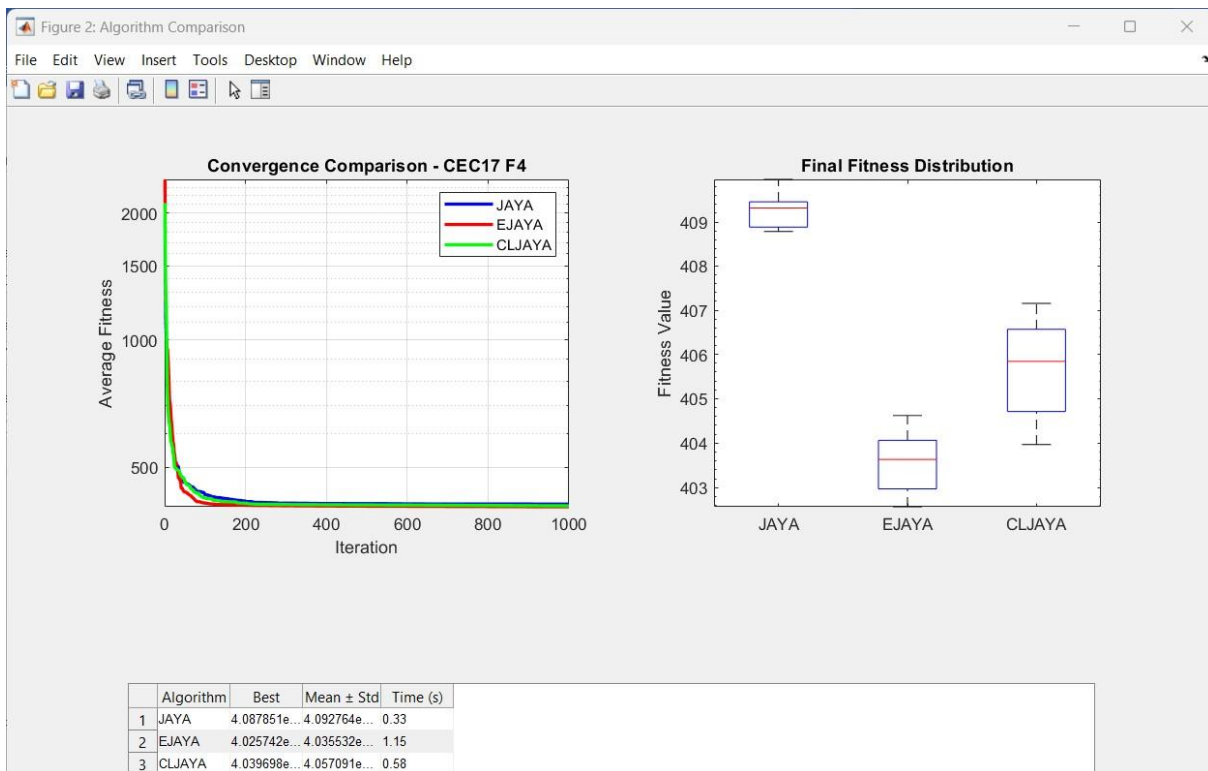 Figure 2: Algorithm Comparison
File Edit View Insert Tools Desktop Window Help
Convergence Comparison - CEC17 F4
2000
1500
1000
500
Average Fitness
JAYA
EJAYA
CLJAYA
0 200 400 600 800 1000
Iteration
Final Fitness Distribution
409
408
407
406
405
404
403
Fitness Value
JAYA EJAYA CLJAYA
Algorithm Best Mean ± Std Time (s)
1 JAYA 4.087851e... 4.092764e... 0.33
2 EJAYA 4.025742e... 4.035532e... 1.15
3 CLJAYA 4.039698e... 4.057091e... 0.58